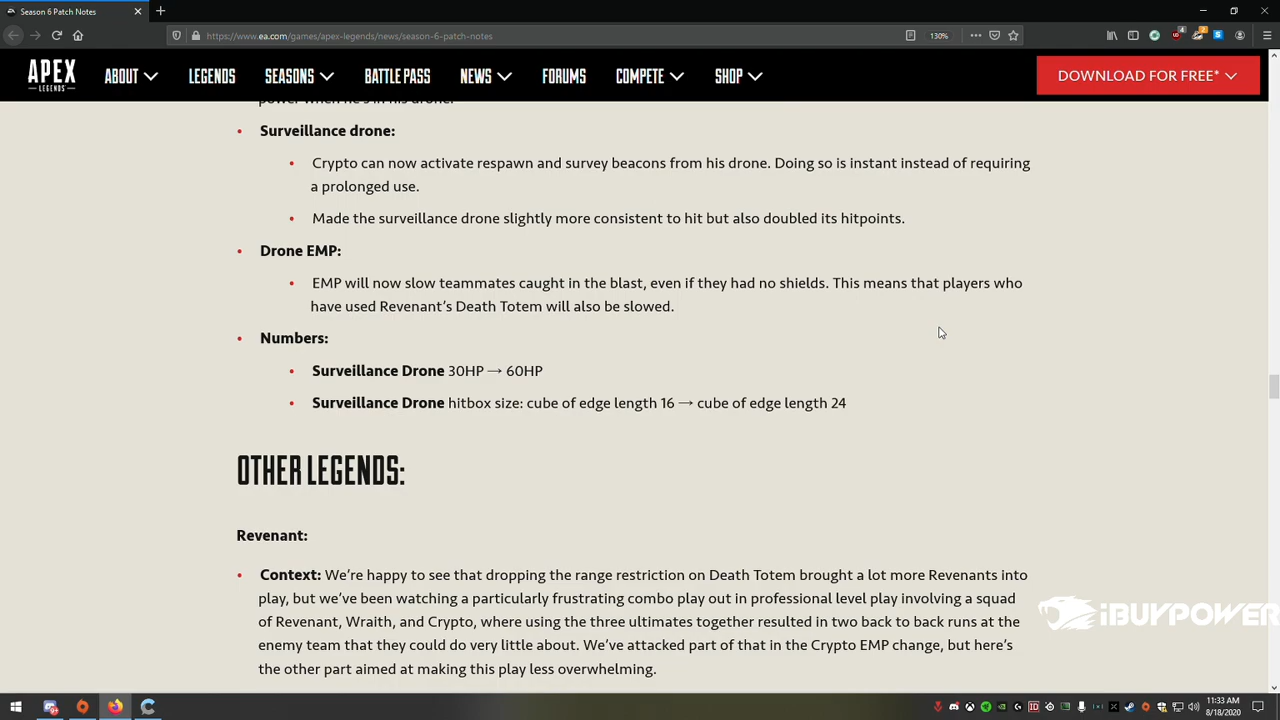 Season 6 Patch Notes
https://www.ea.com/games/apex-legends/news/season-6-patch-notes
130%
APEX
LEGENDS
ABOUT
LEGENDS
SEASONS
BATTLE PASS
NEWS
FORUMS
COMPETE
SHOP
DOWNLOAD FOR FREE*
power when he's in his drone.
• Surveillance drone:
• Crypto can now activate respawn and survey beacons from his drone. Doing so is instant instead of requiring
a prolonged use.
• Made the surveillance drone slightly more consistent to hit but also doubled its hitpoints.
• Drone EMP:
• EMP will now slow teammates caught in the blast, even if they had no shields. This means that players who
have used Revenant’s Death Totem will also be slowed.
• Numbers:
• Surveillance Drone 30HP → 60HP
• Surveillance Drone hitbox size: cube of edge length 16 → cube of edge length 24
OTHER LEGENDS:
Revenant:
• Context: We’re happy to see that dropping the range restriction on Death Totem brought a lot more Revenants into
play, but we’ve been watching a particularly frustrating combo play out in professional level play involving a squad
of Revenant, Wraith, and Crypto, where using the three ultimates together resulted in two back to back runs at the
enemy team that they could do very little about. We’ve attacked part of that in the Crypto EMP change, but here’s
the other part aimed at making this play less overwhelming.
iBUYPOWER
11:33 AM
8/18/2020